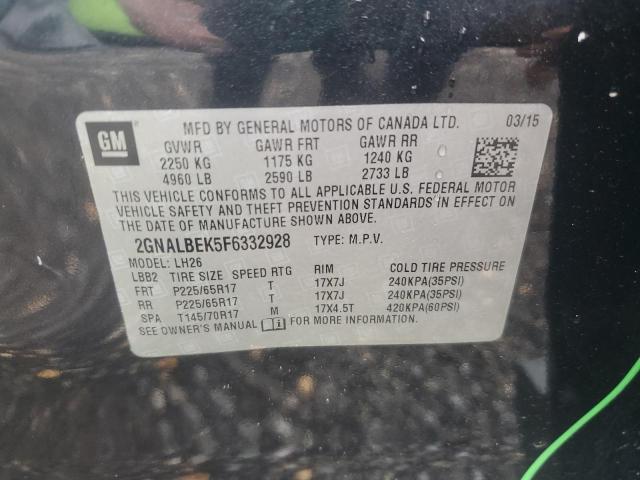 GM
MFD BY GENERAL MOTORS OF CANADA LTD. 03/15
GVWR GAWR FRT GAWR RR
2250 KG 1175 KG 1240 KG
4960 LB 2590 LB 2733 LB
THIS VEHICLE CONFORMS TO ALL APPLICABLE U.S. FEDERAL MOTOR
VEHICLE SAFETY AND THEFT PREVENTION STANDARDS IN EFFECT ON
THE DATE OF MANUFACTURE SHOWN ABOVE.
2GNALBEK5F6332928 TYPE: M.P.V.
MODEL: LH26
LBB2 TIRE SIZE SPEED RTG RIM COLD TIRE PRESSURE
FRT P225/65R17 T 17X7J 240KPA(35PSI)
RR P225/65R17 T 17X7J 240KPA(35PSI)
SPA T145/70R17 M 17X4.5T 420KPA(60PSI)
SEE OWNER'S MANUAL FOR MORE INFORMATION.